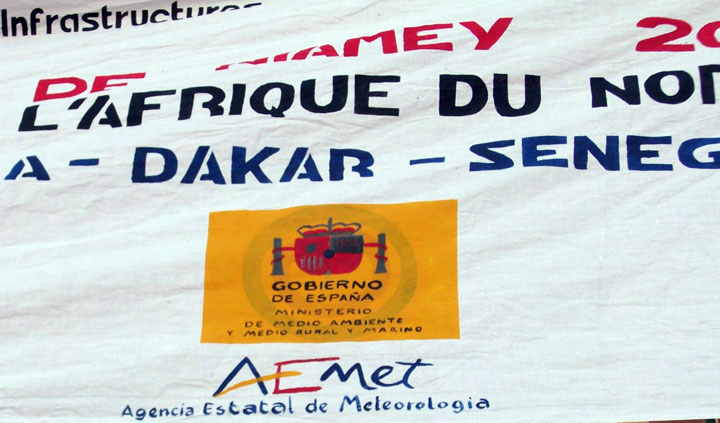 Infrastructures
DE NIAMEY 20
L'AFRIQUE DU NOR
A - DAKAR - SENEG
GOBIERNO
DE ESPAÑA
MINISTERIO
DE MEDIO AMBIENTE
Y MEDIO RURAL Y MARINO
AEMet
Agencia Estatal de Meteorologia